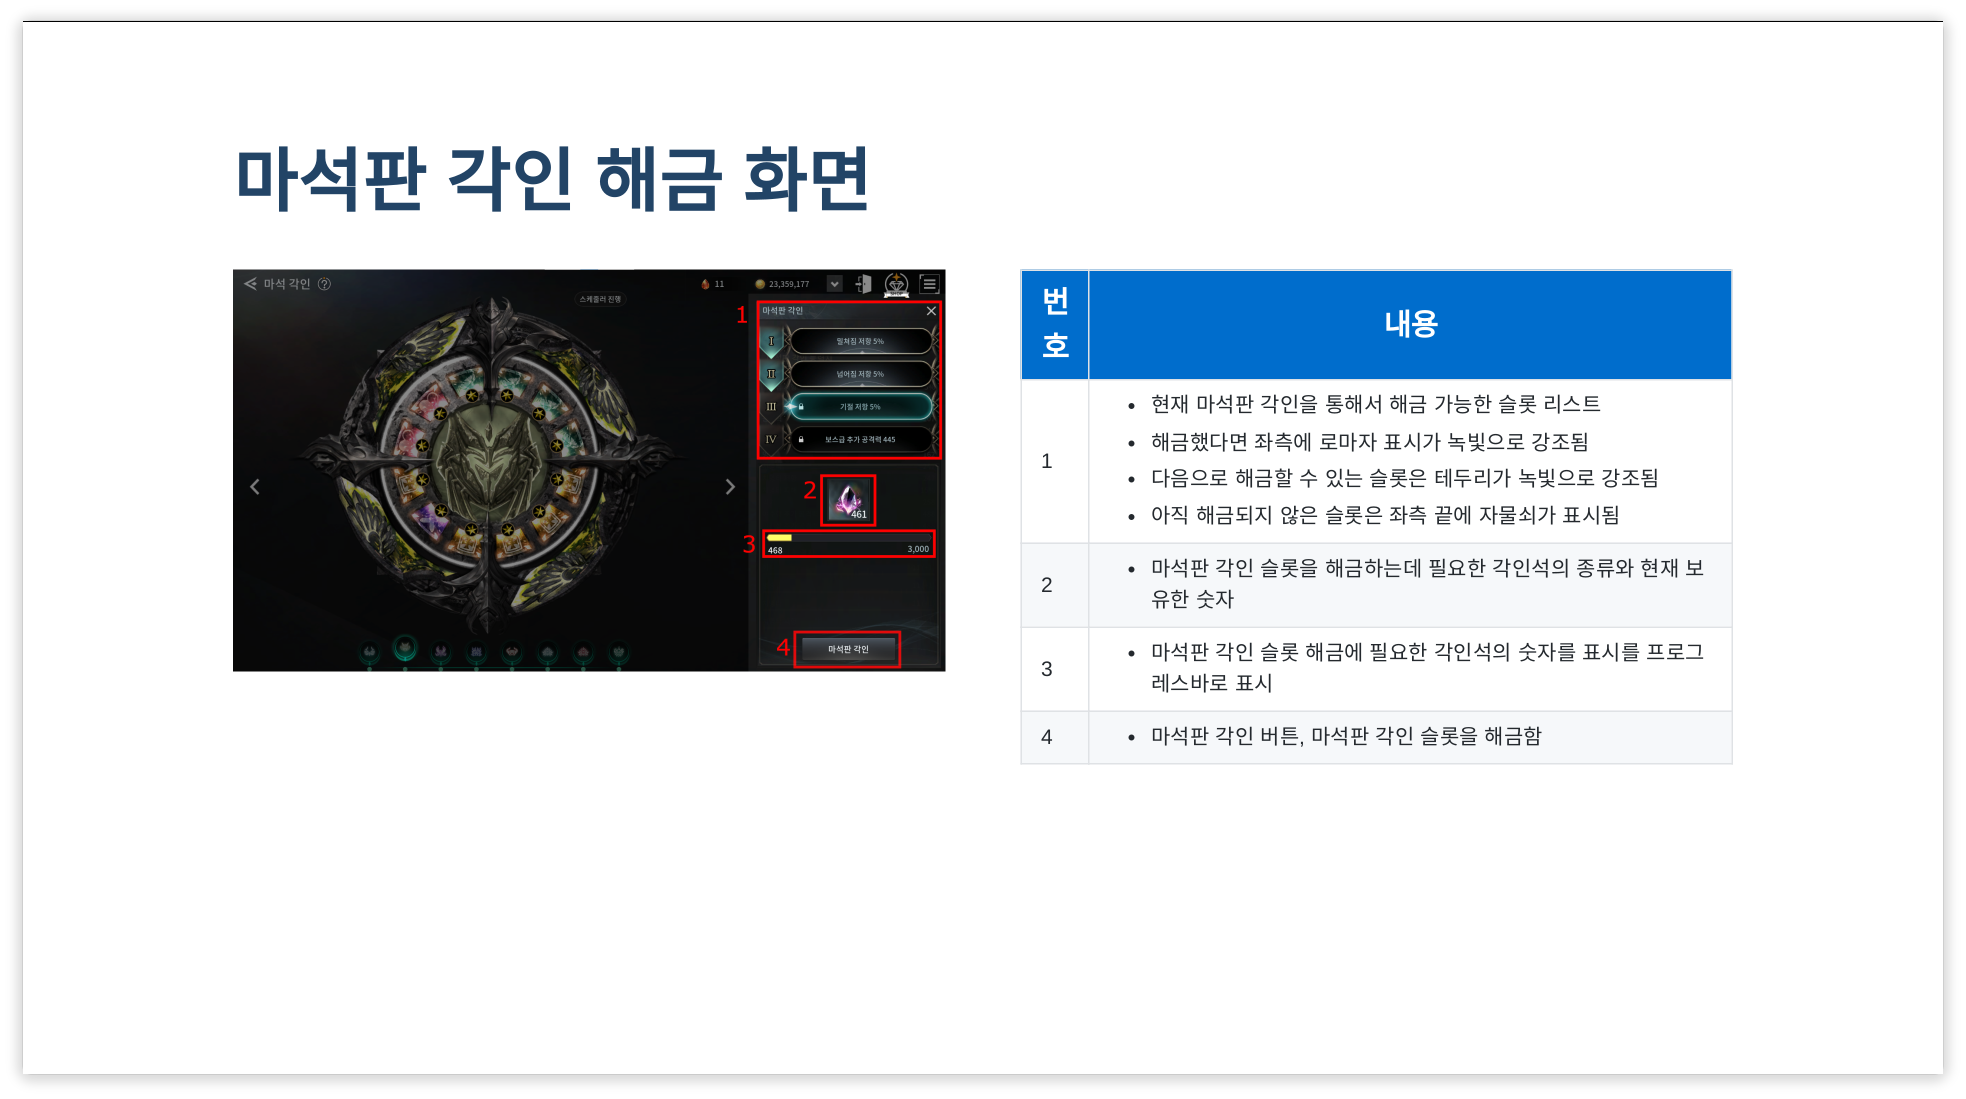 마석판 각인 해금 화면
마석 각인 ?
11
23,359,177
스케줄러 진행
1
마석판 각인
I
떨쳐짐 저항 5%
II
넘어짐 저항 5%
III
기절 저항 5%
IV
보스급 추가 공격력 445
2
461
3
468
3,000
4
마석판 각인
번
호
내용
1
• 현재 마석판 각인을 통해서 해금 가능한 슬롯 리스트
• 해금했다면 좌측에 로마자 표시가 녹빛으로 강조됨
• 다음으로 해금할 수 있는 슬롯은 테두리가 녹빛으로 강조됨
• 아직 해금되지 않은 슬롯은 좌측 끝에 자물쇠가 표시됨
2
• 마석판 각인 슬롯을 해금하는데 필요한 각인석의 종류와 현재 보
유한 숫자
3
• 마석판 각인 슬롯 해금에 필요한 각인석의 숫자를 표시를 프로그
레스바로 표시
4
• 마석판 각인 버튼, 마석판 각인 슬롯을 해금함